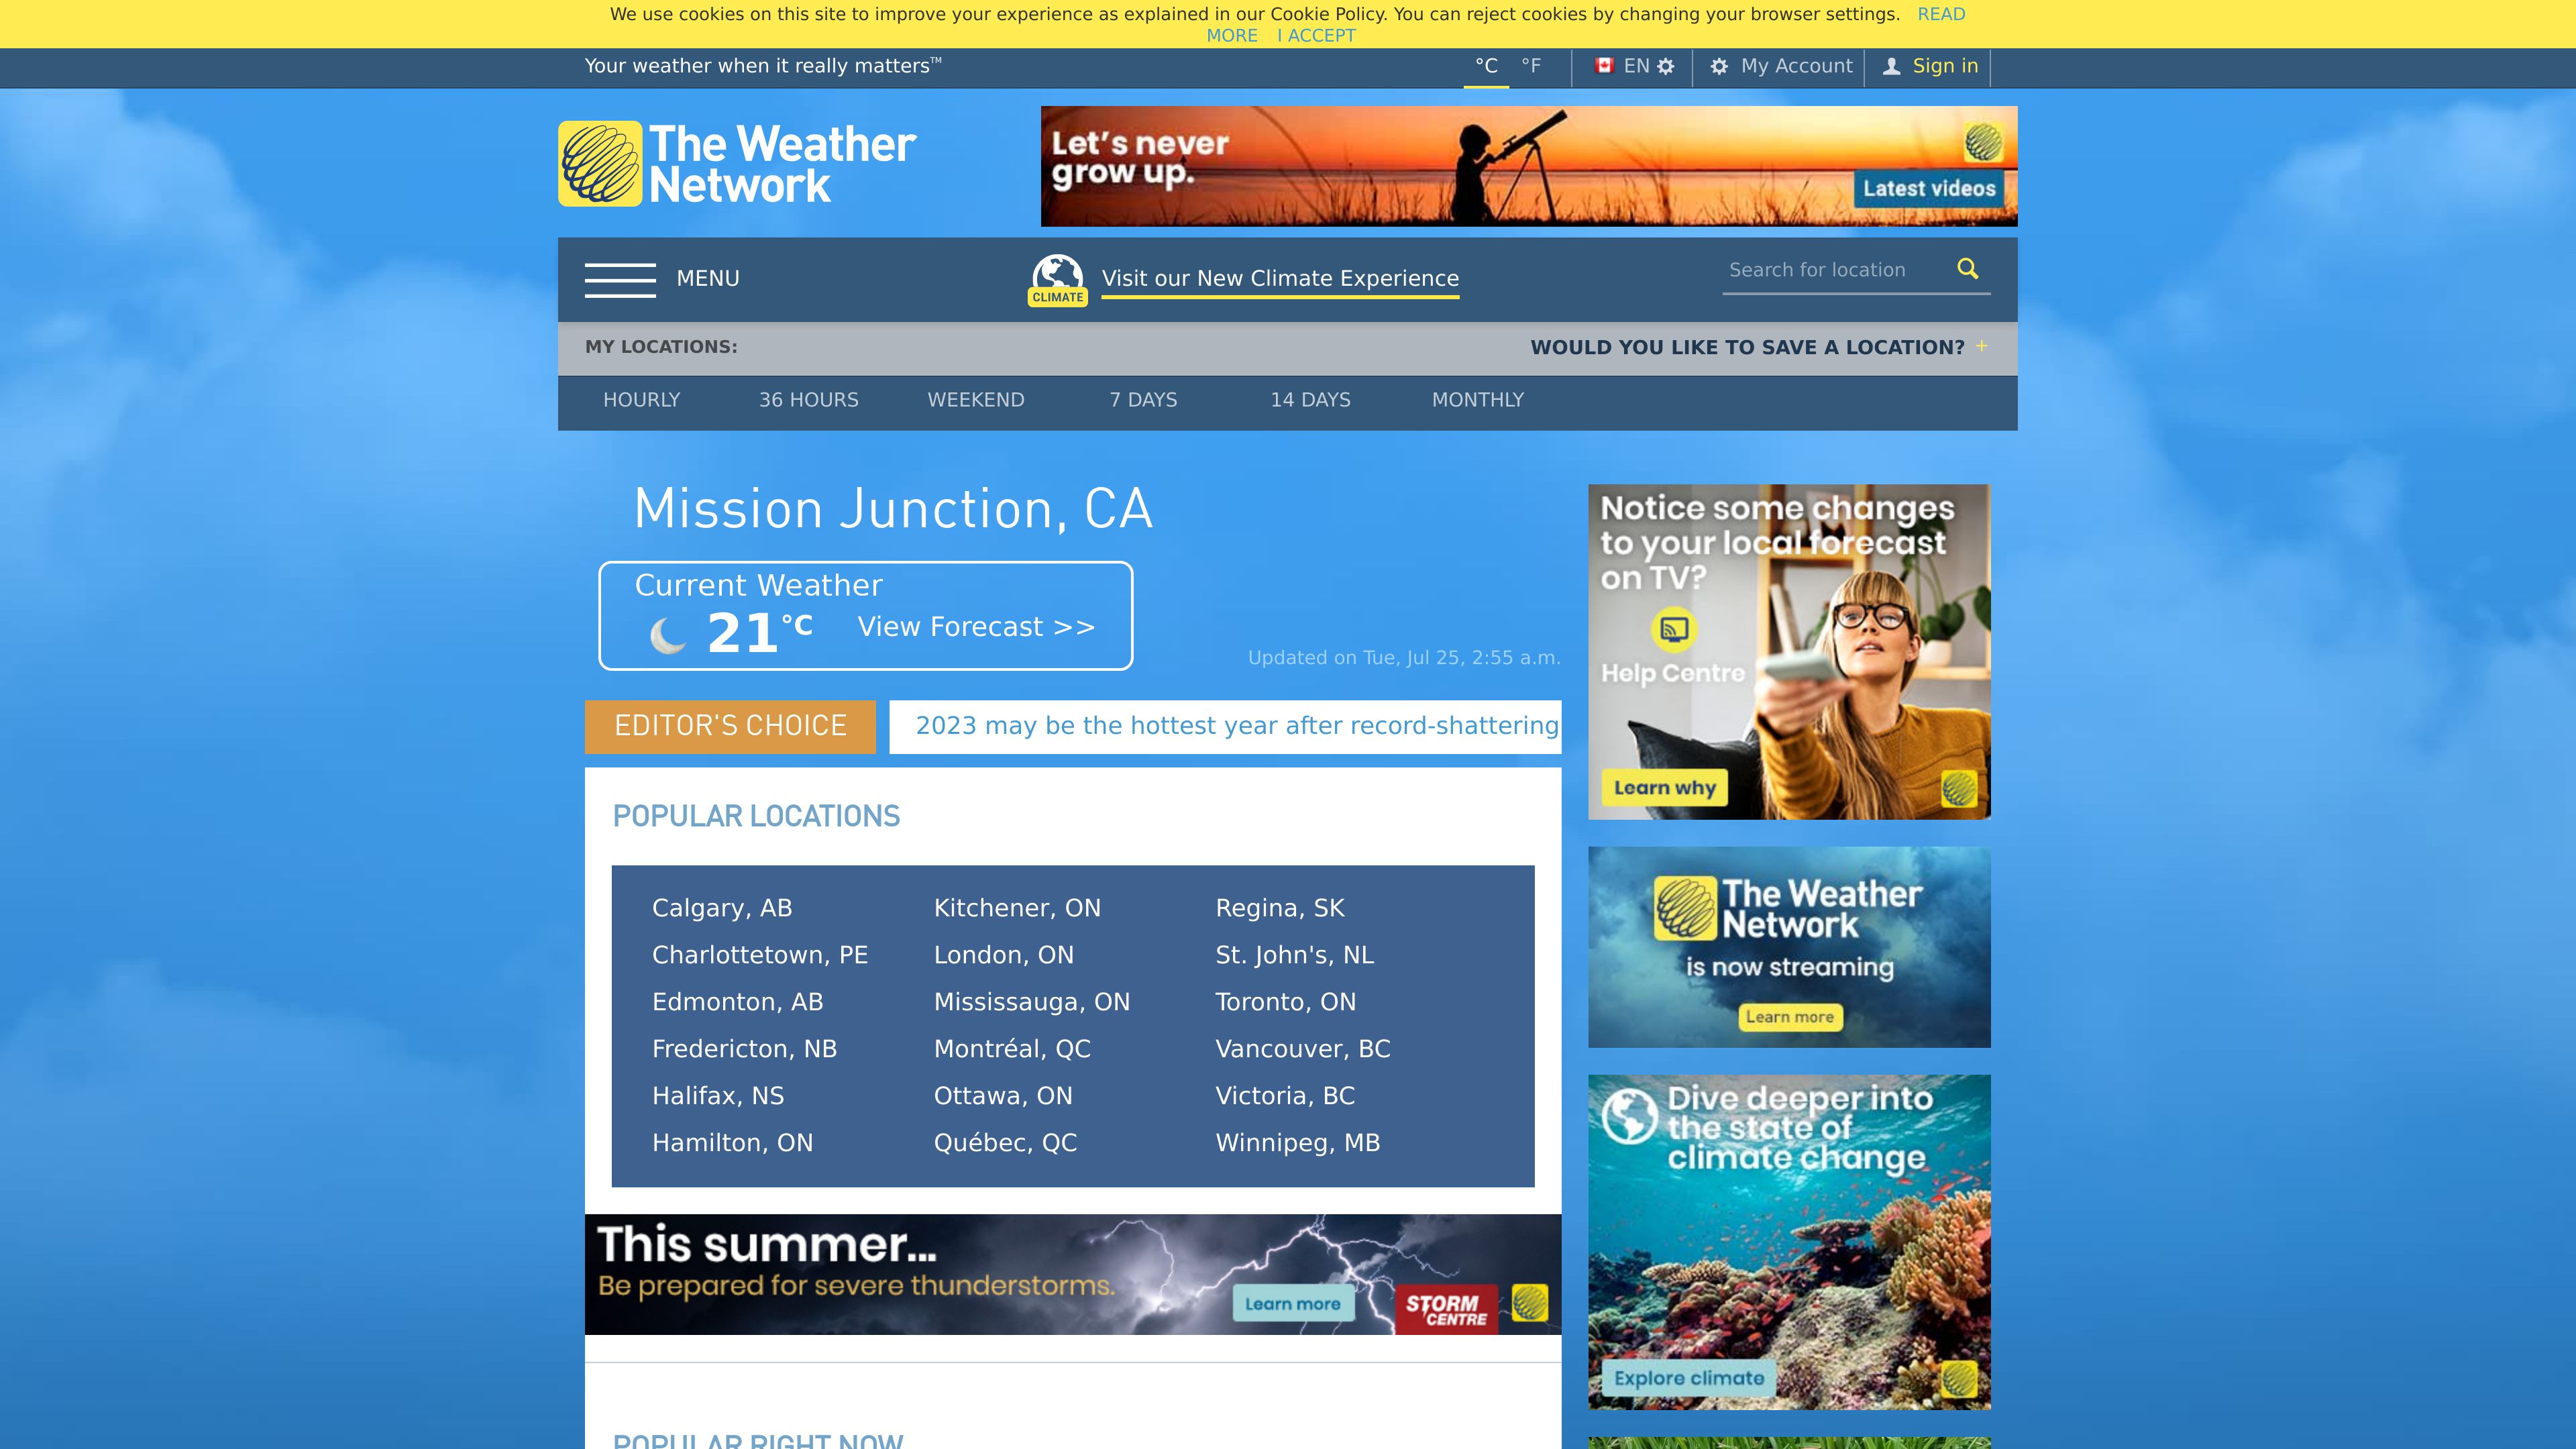 We use cookies on this site to improve your experience as explained in our Cookie Policy. You can reject cookies by changing your browser settings. READ
MORE I ACCEPT
Your weather when it really matters™
°C °F EN My Account Sign in
The Weather
Network
Let's never
grow up.
Latest videos
MENU
CLIMATE
Visit our New Climate Experience
Search for location
MY LOCATIONS:
WOULD YOU LIKE TO SAVE A LOCATION? +
HOURLY 36 HOURS WEEKEND 7 DAYS 14 DAYS MONTHLY
Mission Junction, CA
Current Weather
21°C View Forecast >>
Updated on Tue, Jul 25, 2:55 a.m.
EDITOR'S CHOICE
2023 may be the hottest year after record-shattering
POPULAR LOCATIONS
Calgary, AB Kitchener, ON Regina, SK
Charlottetown, PE London, ON St. John's, NL
Edmonton, AB Mississauga, ON Toronto, ON
Fredericton, NB Montréal, QC Vancouver, BC
Halifax, NS Ottawa, ON Victoria, BC
Hamilton, ON Québec, QC Winnipeg, MB
This summer...
Be prepared for severe thunderstorms.
Learn more
STORM
CENTRE
POPULAR RIGHT NOW
Notice some changes
to your local forecast
on TV?
Help Centre
Learn why
The Weather
Network
is now streaming
Learn more
Dive deeper into
the state of
climate change
Explore climate